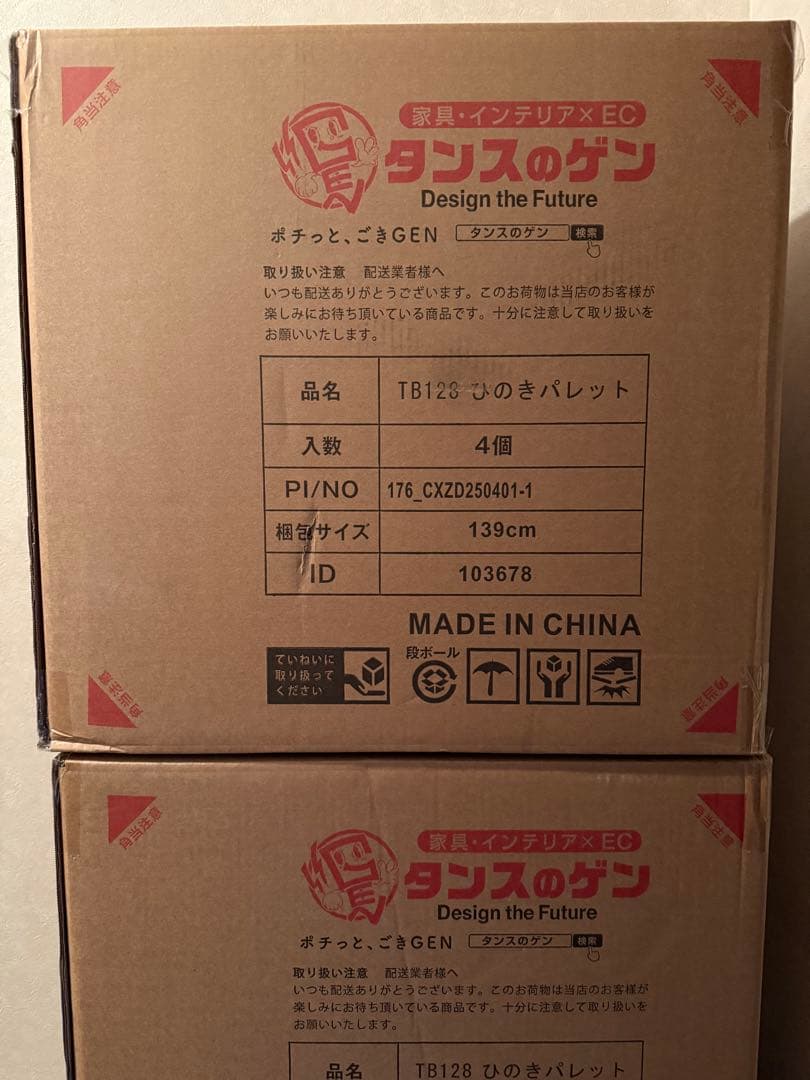 角当注意
角当注意
家具・インテリア×EC
GEN
タンスのゲン
Design the Future
ポチっと、ごきGEN タンスのゲン 検索
取り扱い注意 配送業者様へ
いつも配送ありがとうございます。このお荷物は当店のお客様が
楽しみにお待ち頂いている商品です。十分に注意して取り扱いを
お願いいたします。
品名 TB128 ひのきパレット
入数 4個
PI/NO 176_CXZD250401-1
梱包サイズ 139cm
ID 103678
MADE IN CHINA
ていねいに
取り扱って
ください
段ボール
角当注意
角当注意
角当注意
角当注意
家具・インテリア×EC
GEN
タンスのゲン
Design the Future
ポチっと、ごきGEN タンスのゲン 検索
取り扱い注意 配送業者様へ
いつも配送ありがとうございます。このお荷物は当店のお客様が
楽しみにお待ち頂いている商品です。十分に注意して取り扱いを
お願いいたします。
品名 TB128 ひのきパレット